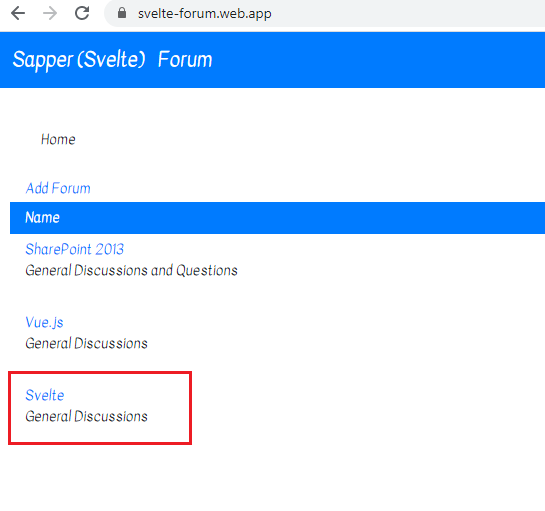 svelte-forum.web.app
Sapper (Svelte) Forum
Home
Add Forum
Name
SharePoint 2013
General Discussions and Questions
Vue.js
General Discussions
Svelte
General Discussions